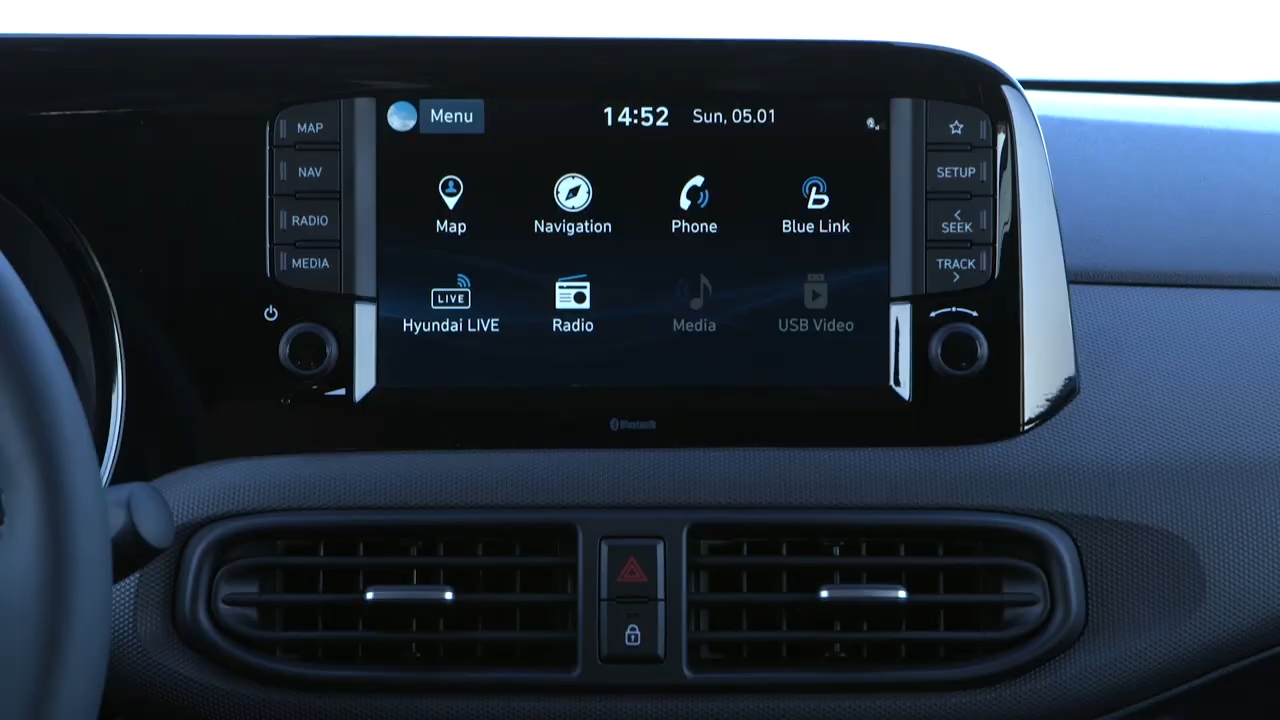 MAP
NAV
RADIO
MEDIA
Menu
14:52
Sun, 05.01
Map
Navigation
Phone
Blue Link
LIVE
Hyundai LIVE
Radio
Media
USB Video
SETUP
<
SEEK
TRACK
>
Bluetooth